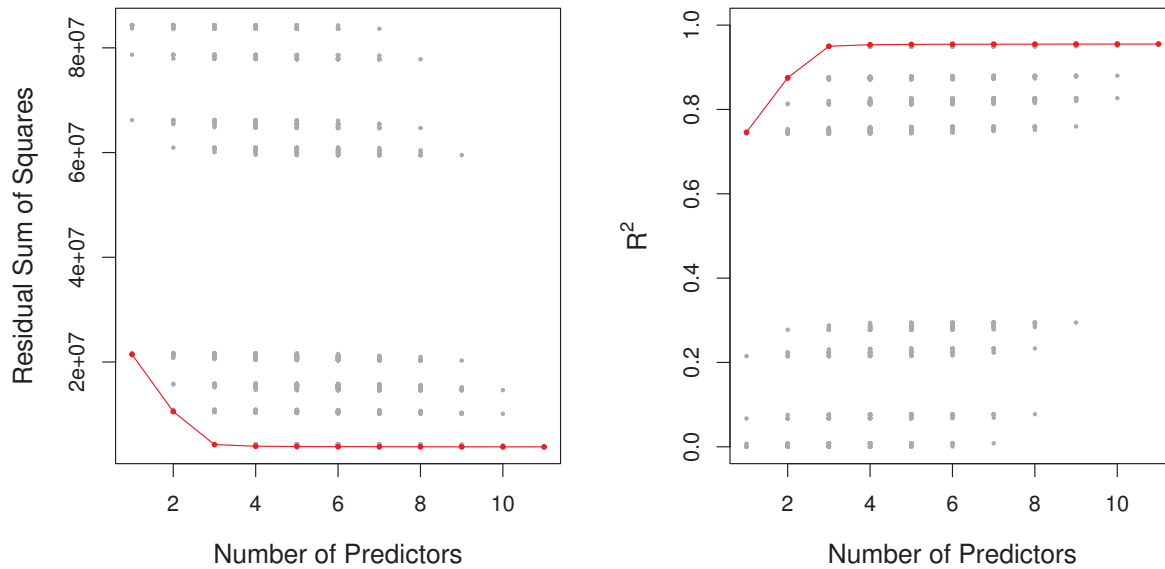 Residual Sum of Squares
8e+07
6e+07
4e+07
2e+07
2 4 6 8 10
Number of Predictors
R²
1.0
0.8
0.6
0.4
0.2
0.0
2 4 6 8 10
Number of Predictors